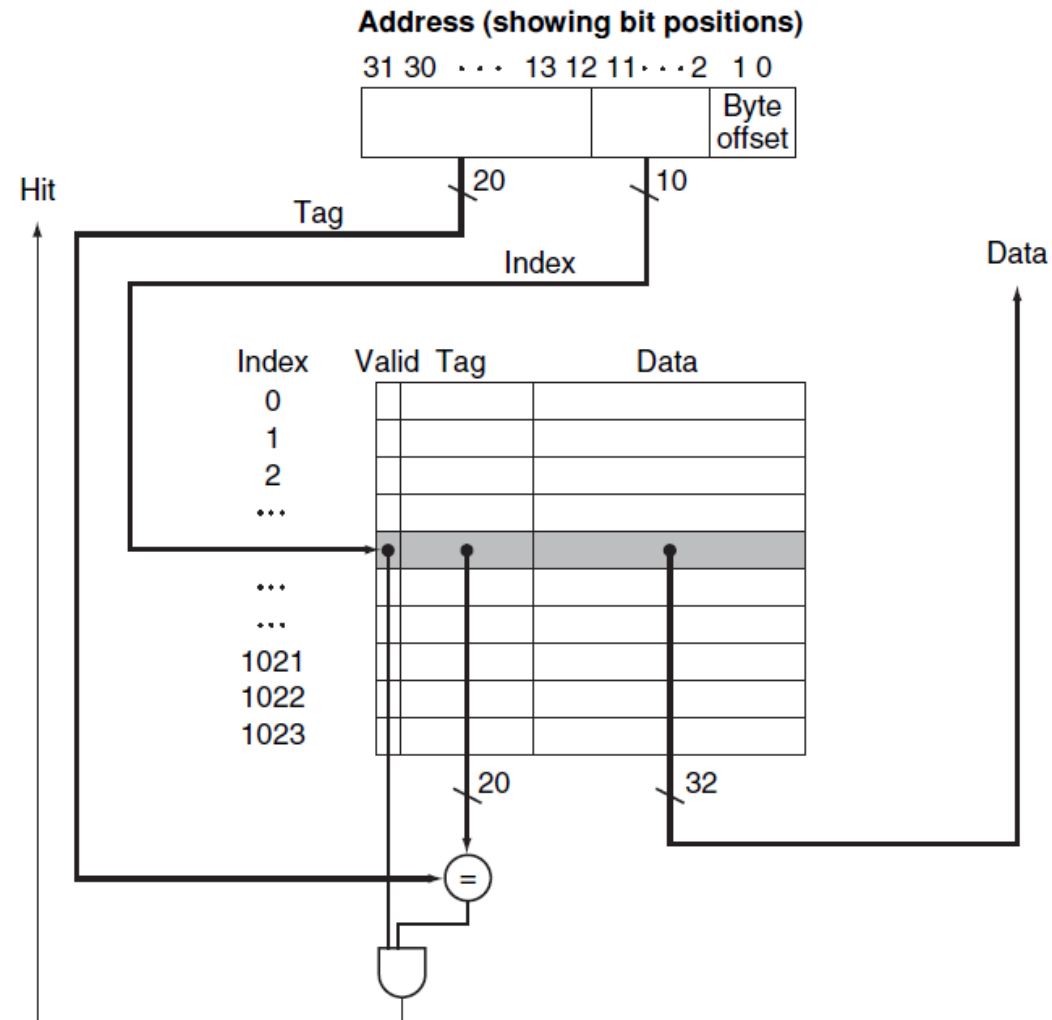 Address (showing bit positions)
31 30 ··· 13 12 11 ··· 2 1 0
Byte
offset
20
10
Hit
Tag
Data
Index
Index Valid Tag Data
0
1
2
...
...
...
1021
1022
1023
20
32
=